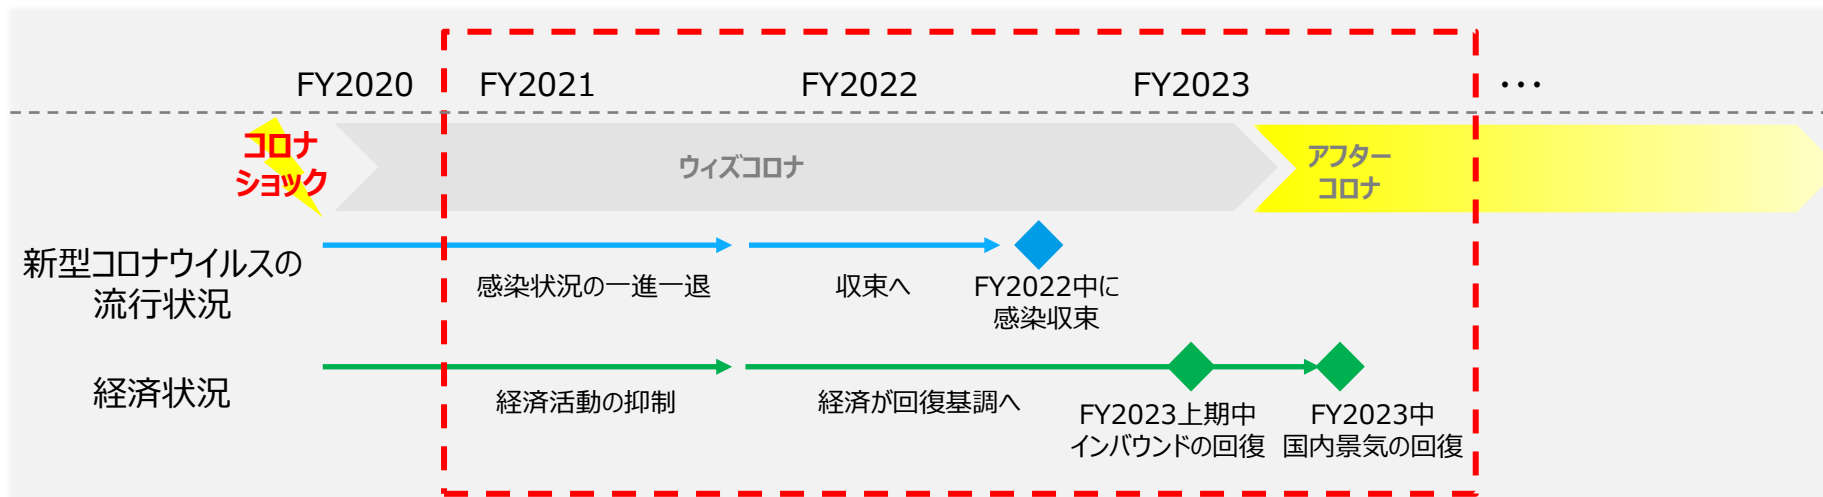 FY2020
FY2021
FY2022
FY2023
・・・
コロナ
ショック
ウィズコロナ
アフター
コロナ
新型コロナウイルスの
流行状況
感染状況の一進一退
収束へ
FY2022中に
感染収束
経済状況
経済活動の抑制
経済が回復基調へ
FY2023上期中
インバウンドの回復
FY2023中
国内景気の回復